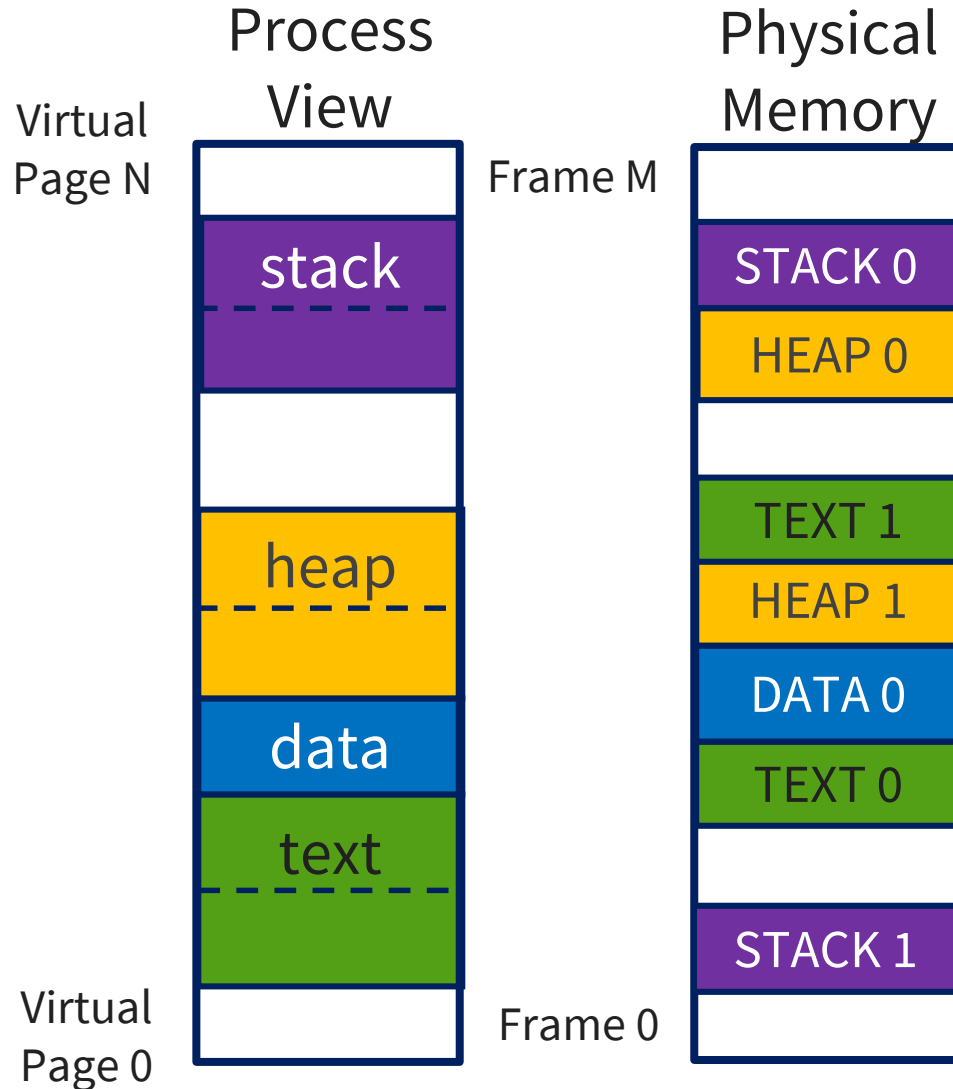 Process
View
Virtual
Page N
stack
heap
data
text
Virtual
Page 0
Physical
Memory
Frame M
STACK 0
HEAP 0
TEXT 1
HEAP 1
DATA 0
TEXT 0
STACK 1
Frame 0